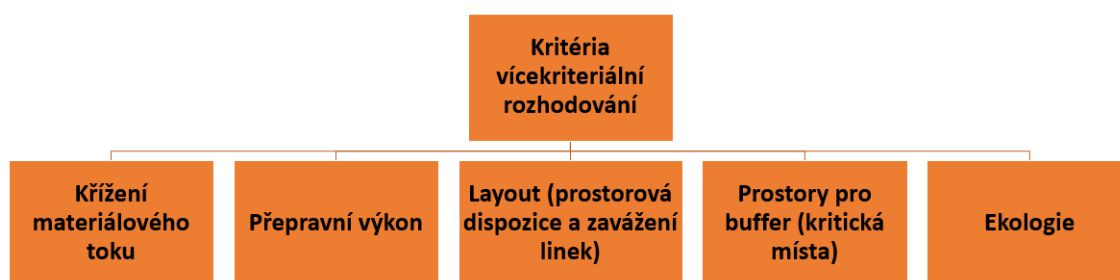 Kritéria
vícekriteriální
rozhodování
Křížení
materiálového
toku
Přepravní výkon
Layout (prostorová
dispozice a zavážení
linek)
Prostory pro
buffer (kritická
místa)
Ekologie